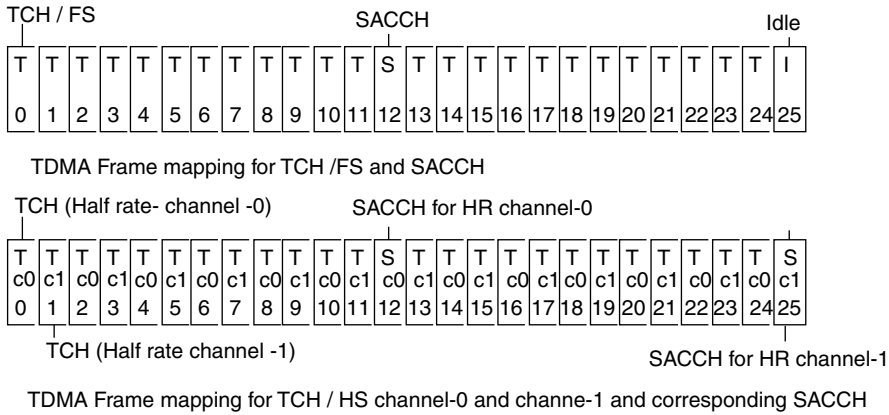 TCH / FS SACCH Idle
T T T T T T T T T T T T S T T T T T T T T T T T T I
0 1 2 3 4 5 6 7 8 9 10 11 12 13 14 15 16 17 18 19 20 21 22 23 24 25
TDMA Frame mapping for TCH /FS and SACCH
TCH (Half rate- channel -0) SACCH for HR channel-0
T T T T T T T T T T T T S T T T T T T T T T T T T S
c0 c1 c0 c1 c0 c1 c0 c1 c0 c1 c0 c1 c0 c1 c0 c1 c0 c1 c0 c1 c0 c1 c0 c1 c0 c1
0 1 2 3 4 5 6 7 8 9 10 11 12 13 14 15 16 17 18 19 20 21 22 23 24 25
TCH (Half rate channel -1) SACCH for HR channel-1
TDMA Frame mapping for TCH / HS channel-0 and channe-1 and corresponding SACCH